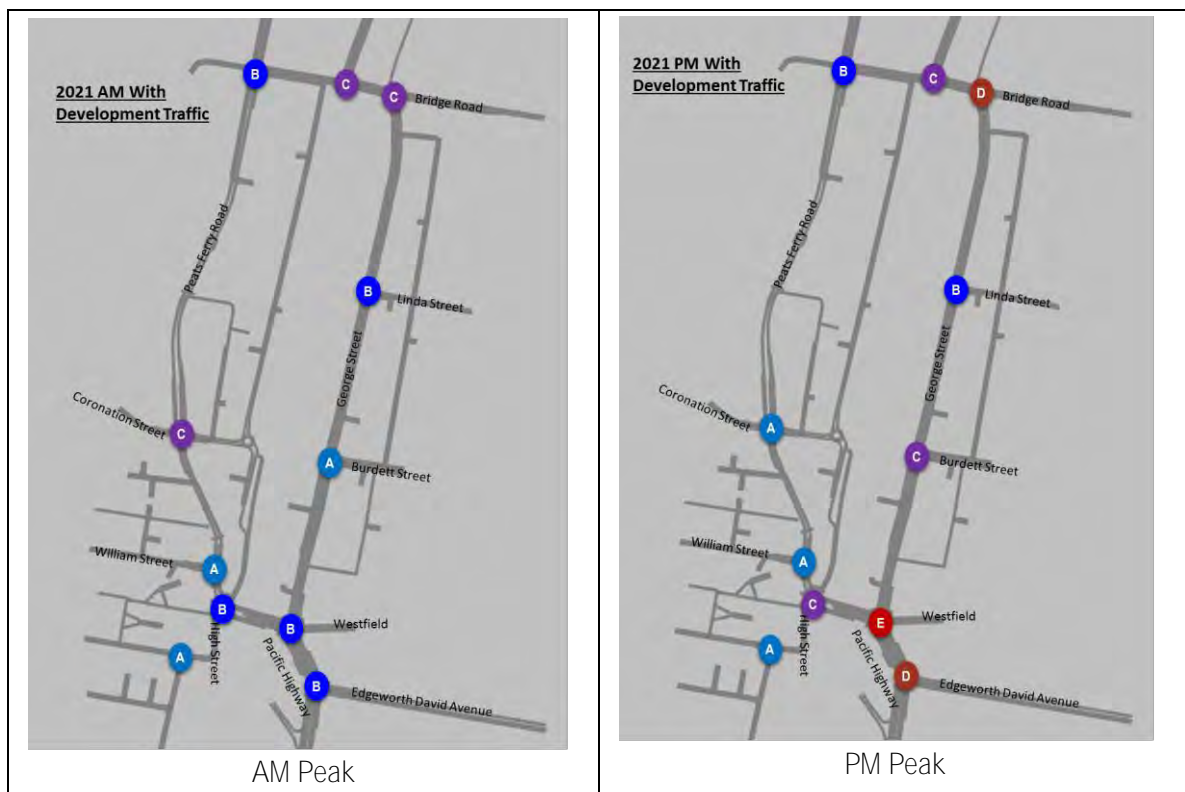 2021 AM With
Development Traffic
B
C
C
Bridge Road
Peats Ferry Road
B
Linda Street
George Street
Coronation Street
C
A
Burdett Street
William Street
A
B
B
Westfield
High Street
A
Pacific Highway
B
Edgeworth David Avenue
AM Peak
2021 PM With
Development Traffic
B
C
D
Bridge Road
Peats Ferry Road
B
Linda Street
George Street
Coronation Street
A
C
Burdett Street
William Street
A
C
E
Westfield
High Street
A
Pacific Highway
D
Edgeworth David Avenue
PM Peak